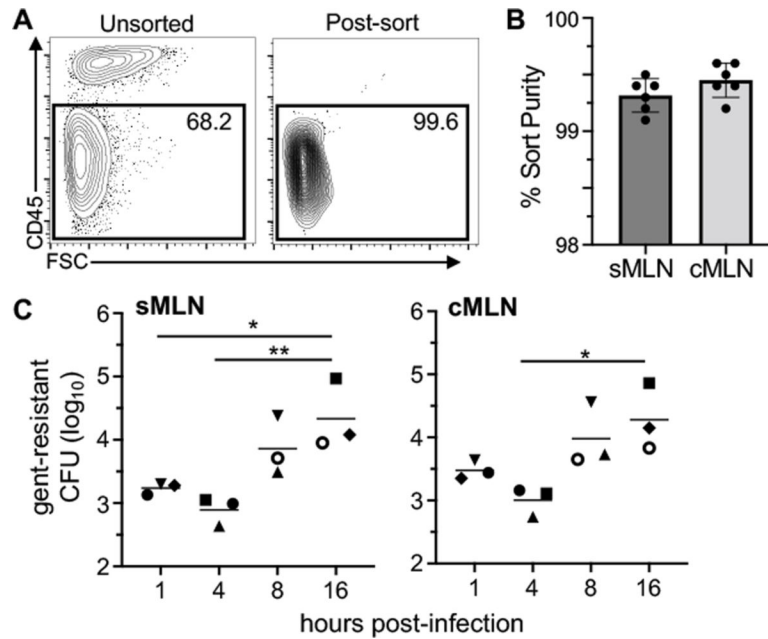 A
Unsorted
Post-sort
68.2
99.6
CD45
FSC
B
100
99
98
% Sort Purity
sMLN cMLN
C
sMLN
6
5
4
3
2
*
**
1 4 8 16
cMLN
6
5
4
3
2
*
1 4 8 16
gent-resistant
CFU (log10)
hours post-infection